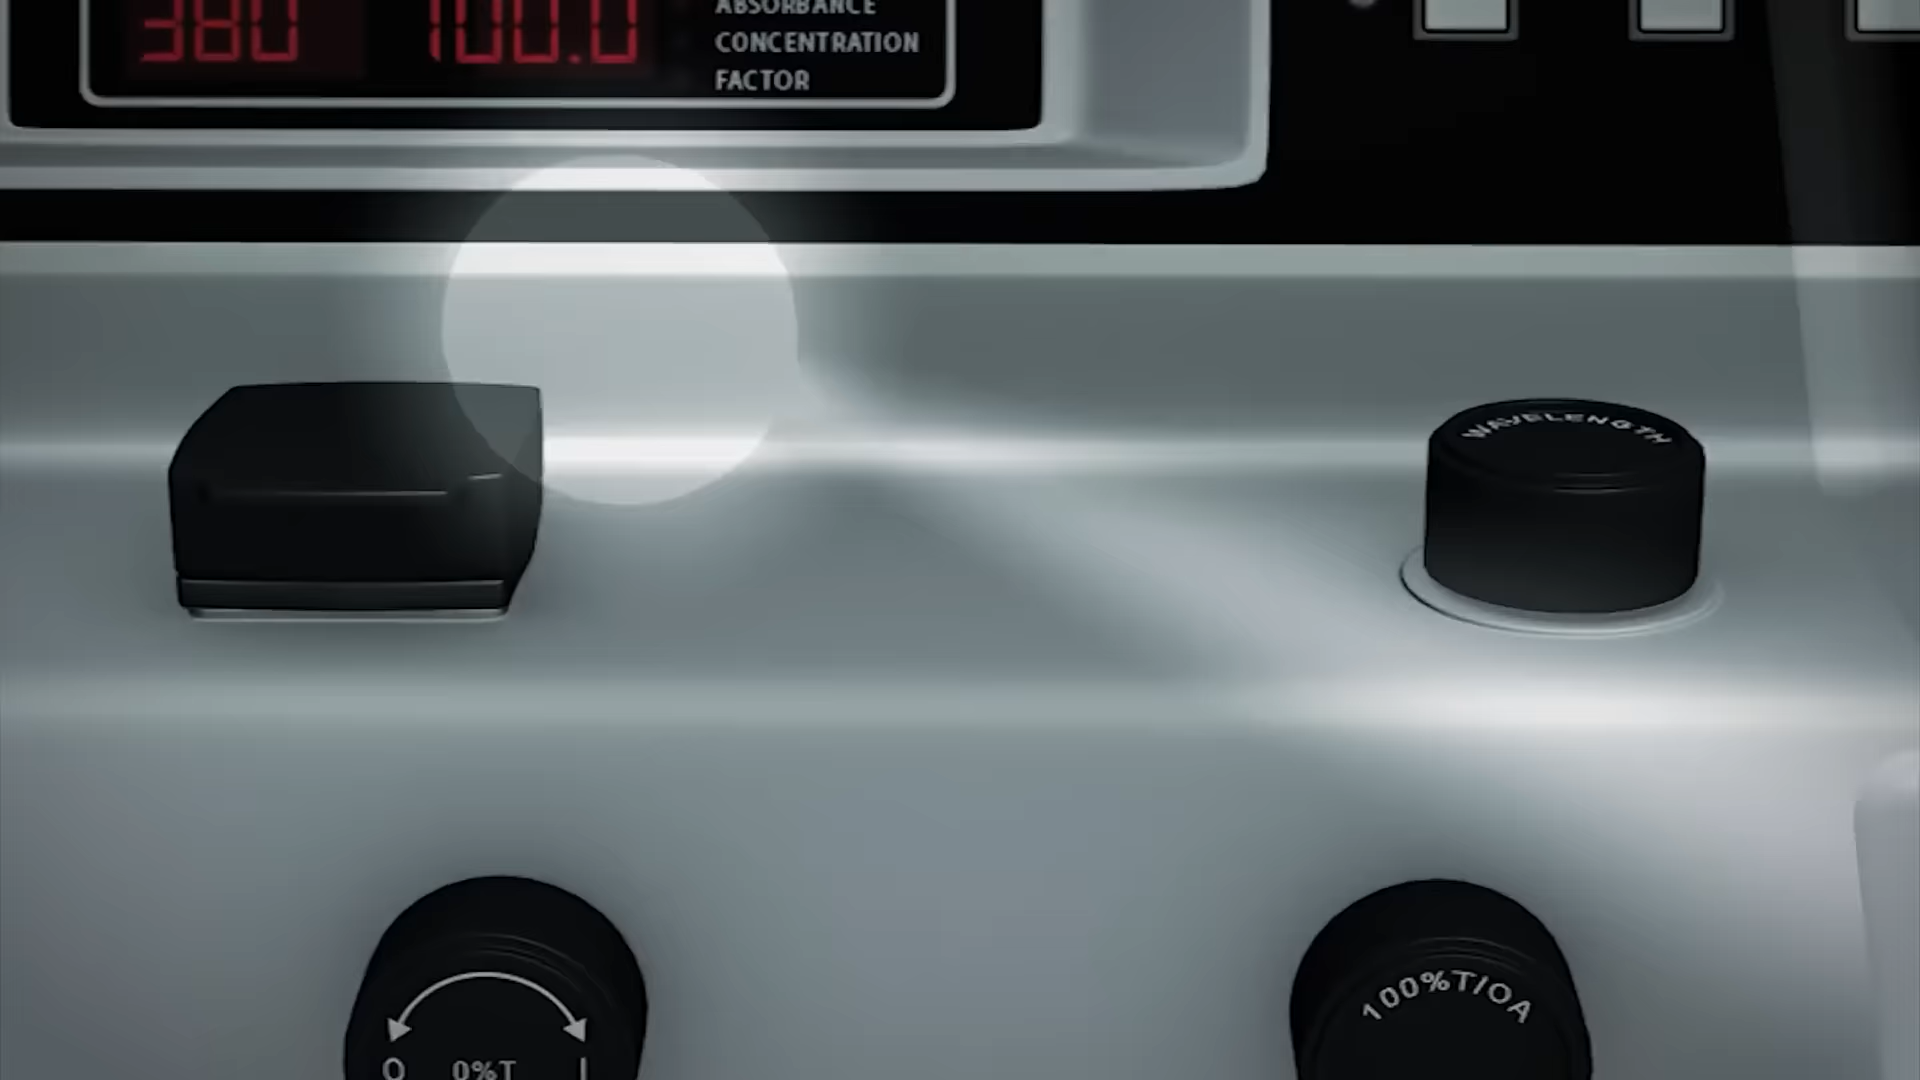 380 100.0
ABSORBANCE
CONCENTRATION
FACTOR
WAVELENGTH
0 0%T I
100%T/OA